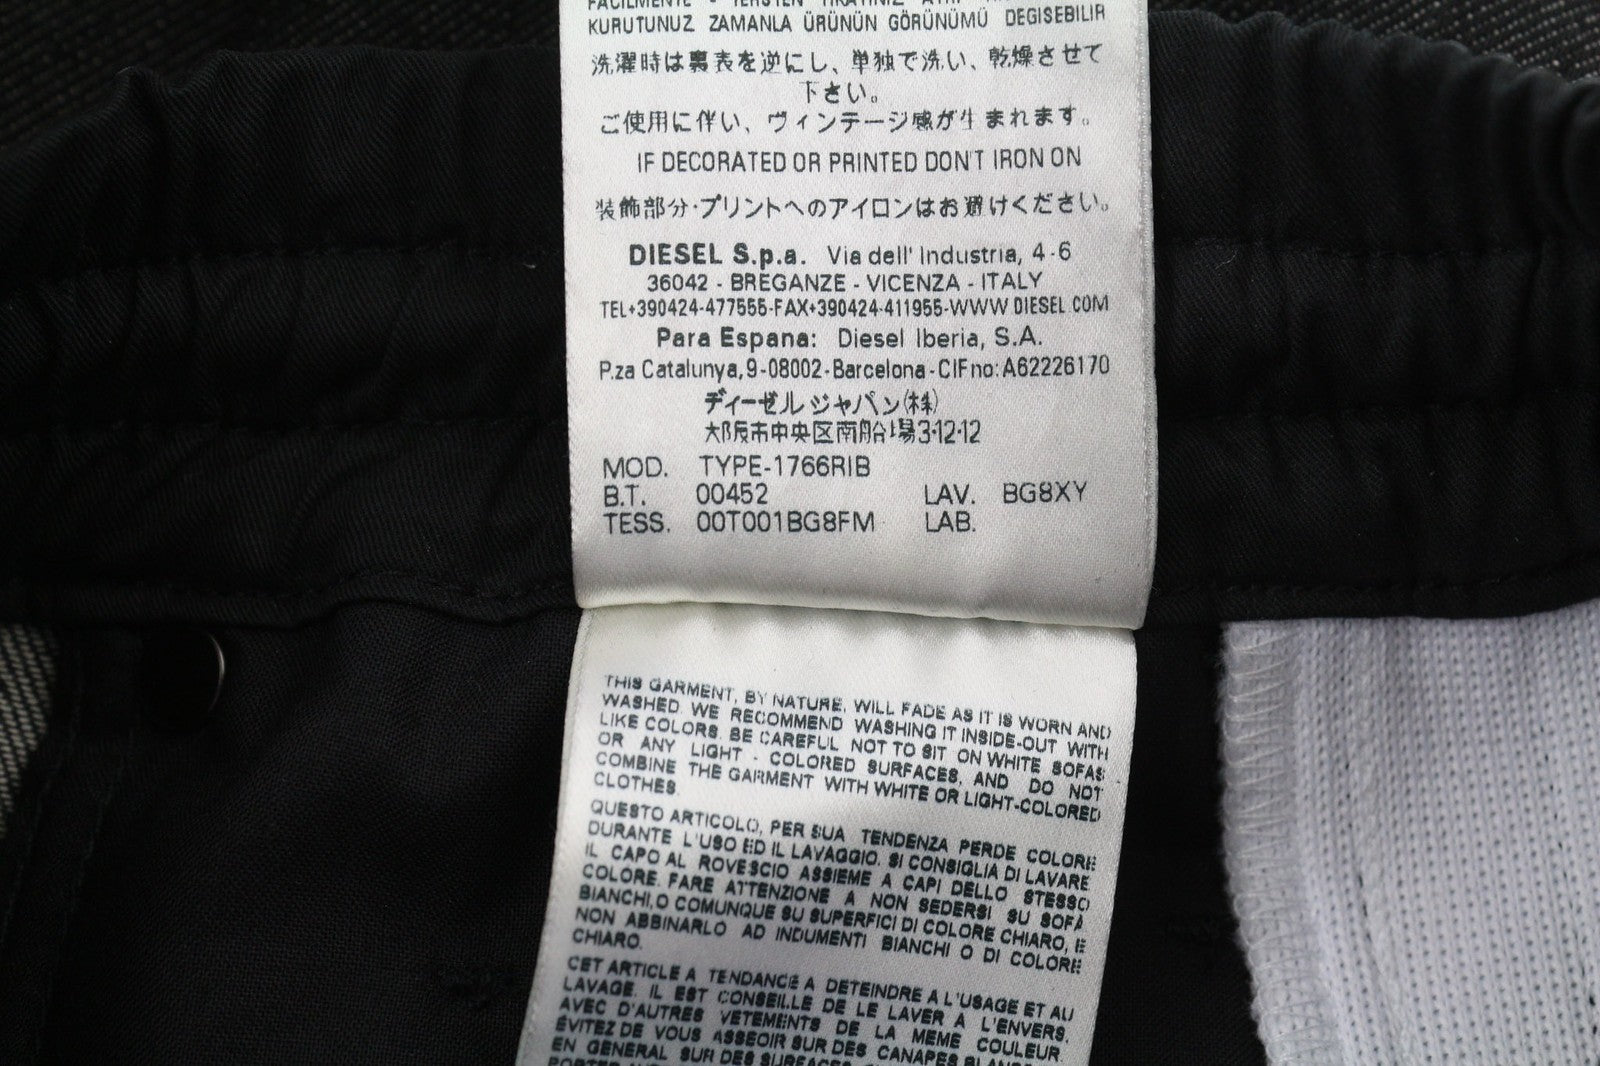 KURUTUNUZ ZAMANLA ÜRÜNÜN GÖRÜNÜMÜ DEGISEBILIR
洗濯時は裏表を逆にし、単独で洗い、乾燥させて
下さい。
ご使用に伴い、ヴィンテージ感が生まれます。
IF DECORATED OR PRINTED DON'T IRON ON
装飾部分・プリントへのアイロンはお避けください。
DIESEL S.p.a. Via dell' Industria, 4-6
36042 - BREGANZE - VICENZA - ITALY
TEL+390424-477555-FAX+390424-411955-WWW DIESEL.COM
Para Espana: Diesel Iberia, S.A.
P.za Catalunya,9-08002-Barcelona-CIF no: A62226170
ディーゼルジャパン(株)
大阪市中央区南船場3-12-12
MOD. TYPE-1766RIB
B.T. 00452 LAV. BG8XY
TESS. 00T001BG8FM LAB.
THIS GARMENT, BY NATURE, WILL FADE AS IT IS WORN AND
WASHED. WE RECOMMEND WASHING IT INSIDE-OUT WITH
LIKE COLORS. BE CAREFUL NOT TO SIT ON WHITE SOFAS
OR ANY LIGHT - COLORED SURFACES, AND DO NOT
COMBINE THE GARMENT WITH WHITE OR LIGHT-COLORED
CLOTHES.
QUESTO ARTICOLO, PER SUA TENDENZA PERDE COLORE
DURANTE L'USO ED IL LAVAGGIO. SI CONSIGLIA DI LAVARE
IL CAPO AL ROVESCIO ASSIEME A CAPI DELLO STESSO
COLORE. FARE ATTENZIONE A NON SEDERSI SU SOFA
BIANCHI, O COMUNQUE SU SUPERFICI DI COLORE CHIARO, E
NON ABBINARLO AD INDUMENTI BIANCHI O DI COLORE
CHIARO.
CET ARTICLE A TENDANCE A DETEINDRE A L'USAGE ET AU
LAVAGE. IL EST CONSEILLE DE LE LAVER A L'ENVERS,
AVEC D'AUTRES VETEMENTS DE LA MEME COULEUR.
ÉVITEZ DE VOUS ASSEOIR SUR DES CANAPES BLANCS
EN GENERAL SUR DES SURFACES